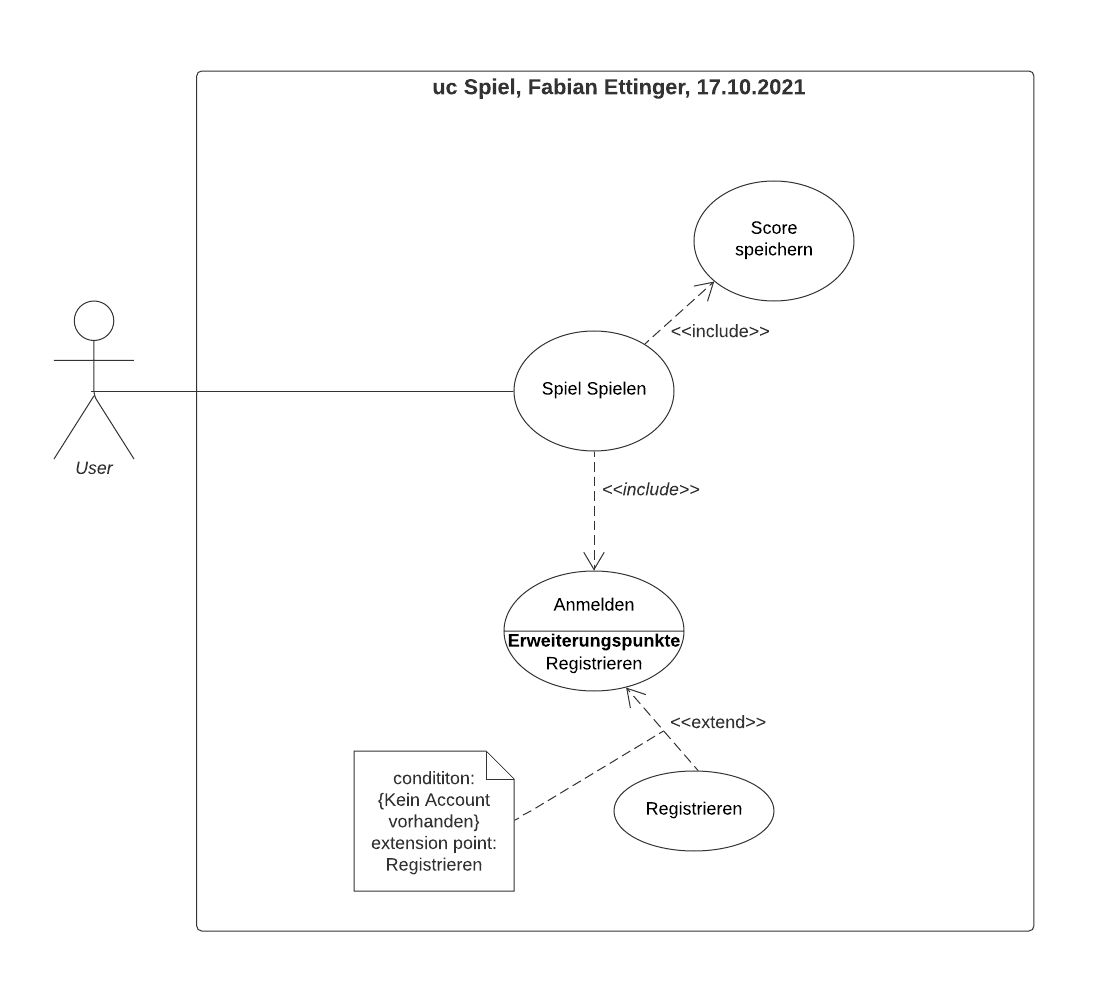 uc Spiel, Fabian Ettinger, 17.10.2021
Score
speichern
<<include>>
Spiel Spielen
User
<<include>>
Anmelden
Erweiterungspunkte
Registrieren
<<extend>>
condititon:
{Kein Account
vorhanden}
extension point:
Registrieren
Registrieren